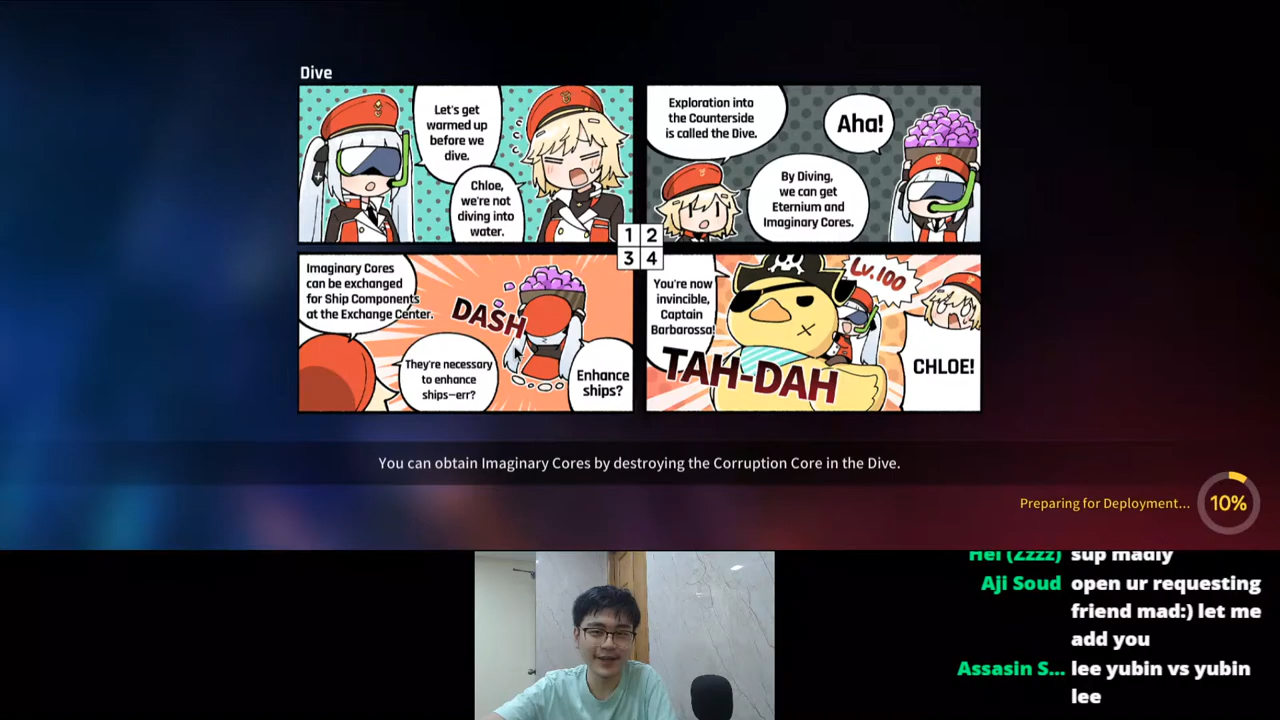 Dive
Let's get
warmed up
before we
dive.
Chloe,
we're not
diving into
water.
Exploration into
the Counterside
is called the Dive.
Aha!
By Diving,
we can get
Eternium and
Imaginary Cores.
1 2
3 4
Imaginary Cores
can be exchanged
for Ship Components
at the Exchange Center.
DASH
They're necessary
to enhance
ships—err?
Enhance
ships?
You're now
invincible,
Captain
Barbarossa!
Lv.100
TAH-DAH
CHLOE!
You can obtain Imaginary Cores by destroying the Corruption Core in the Dive.
Preparing for Deployment... 10%
Hei (Zzzz) sup madly
Aji Soud open ur requesting
friend mad:) let me
add you
Assasin S... lee yubin vs yubin
lee